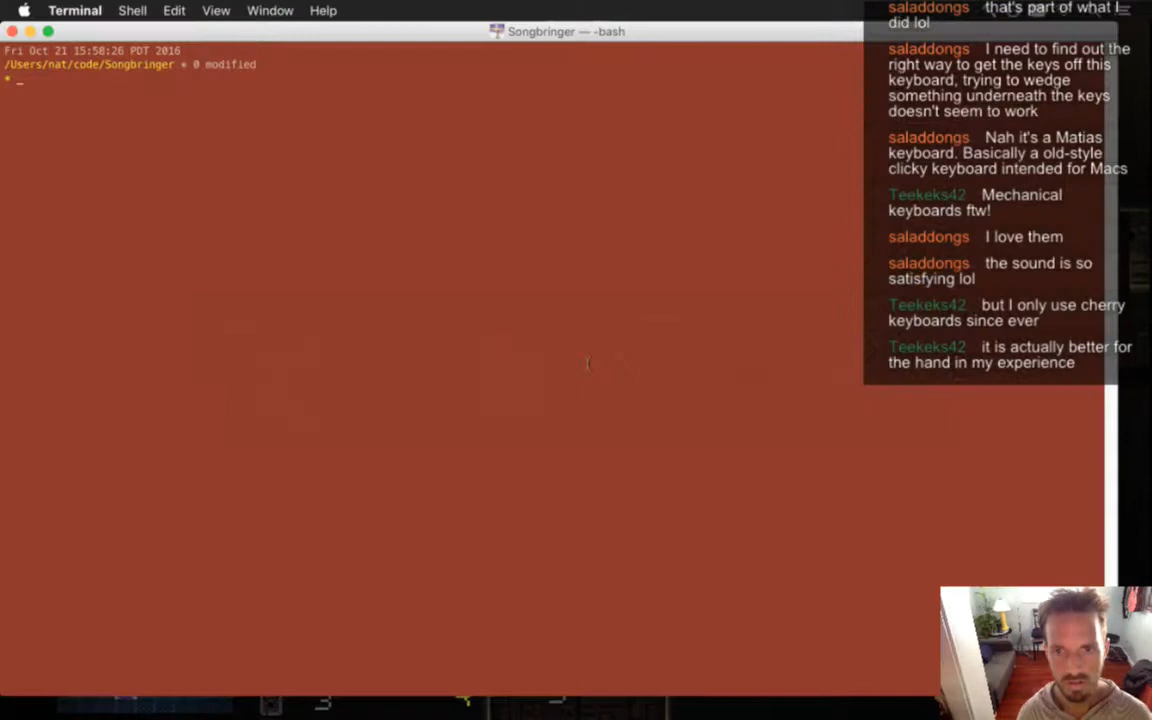 Terminal Shell Edit View Window Help
Songbringer — -bash
Fri Oct 21 15:58:26 PDT 2016
/Users/nat/code/Songbringer * 0 modified
* _
saladdongs that's part of what I
did lol
saladdongs I need to find out the
right way to get the keys off this
keyboard, trying to wedge
something underneath the keys
doesn't seem to work
saladdongs Nah it's a Matias
keyboard. Basically a old-style
clicky keyboard intended for Macs
Teekeks42 Mechanical
keyboards ftw!
saladdongs I love them
saladdongs the sound is so
satisfying lol
Teekeks42 but I only use cherry
keyboards since ever
Teekeks42 it is actually better for
the hand in my experience